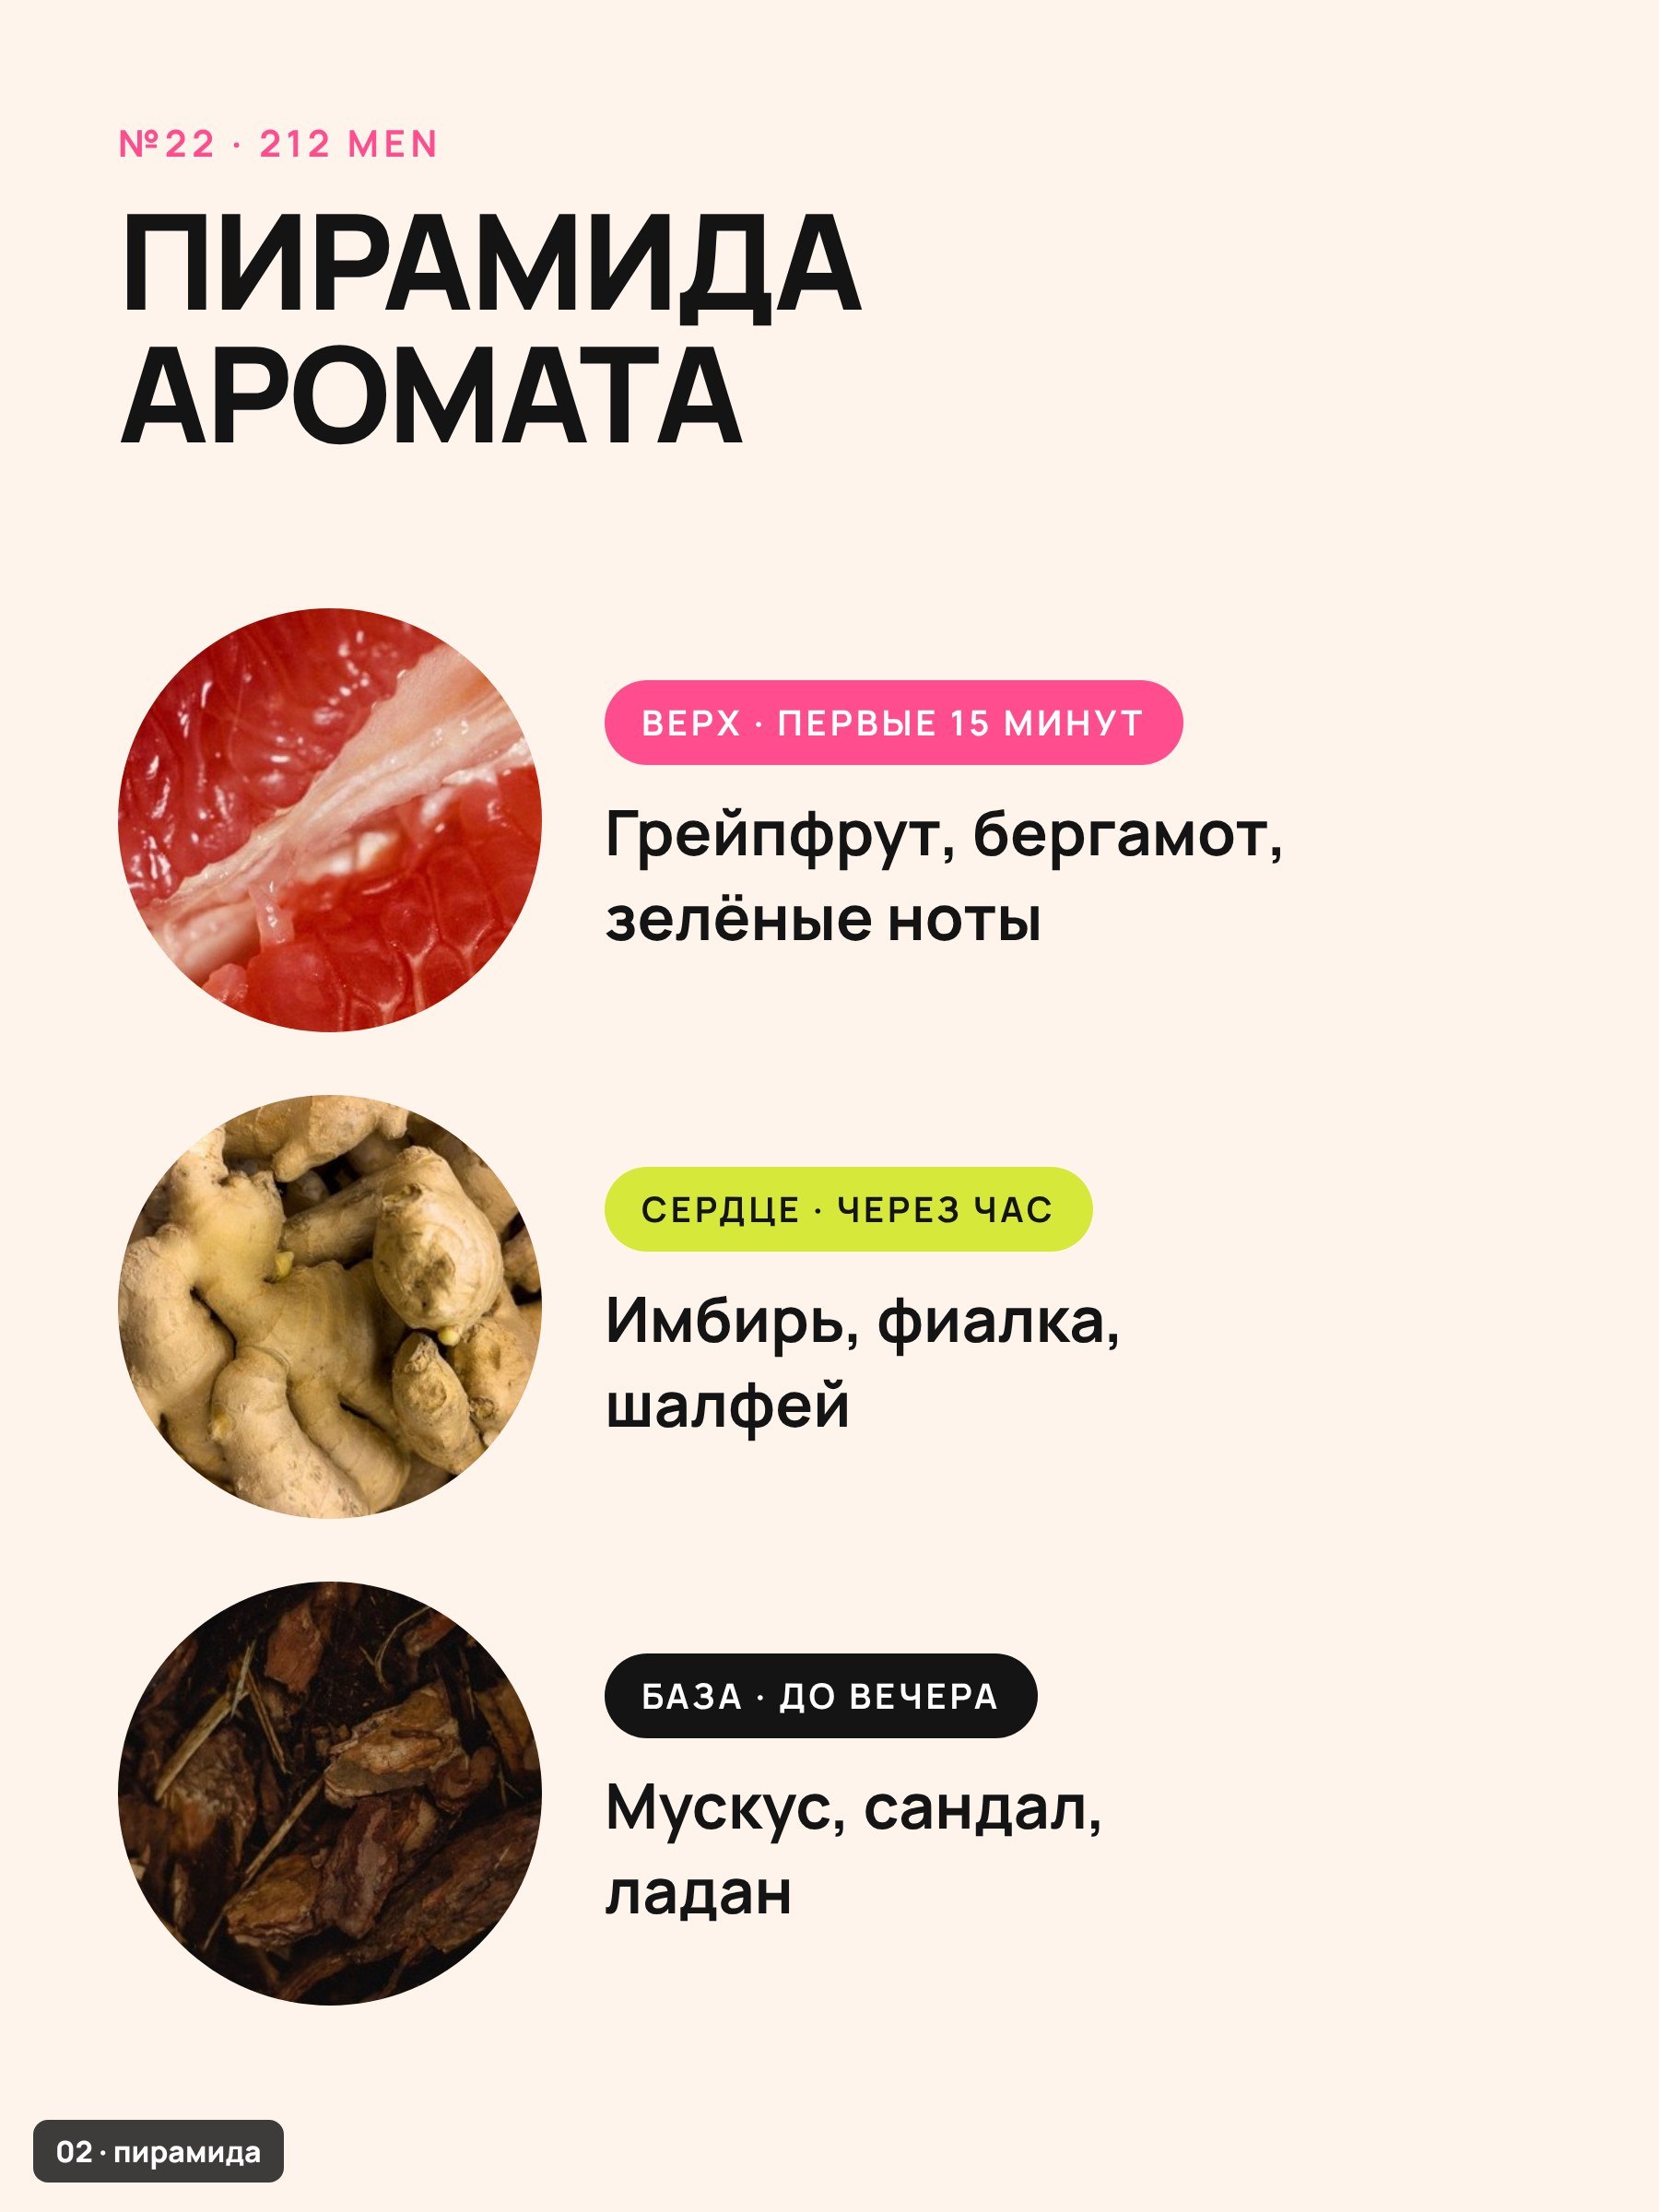 №22 · 212 MEN
ПИРАМИДА
АРОМАТА
ВЕРХ · ПЕРВЫЕ 15 МИНУТ
Грейпфрут, бергамот,
зелёные ноты
СЕРДЦЕ · ЧЕРЕЗ ЧАС
Имбирь, фиалка,
шалфей
БАЗА · ДО ВЕЧЕРА
Мускус, сандал,
ладан
02 · пирамида